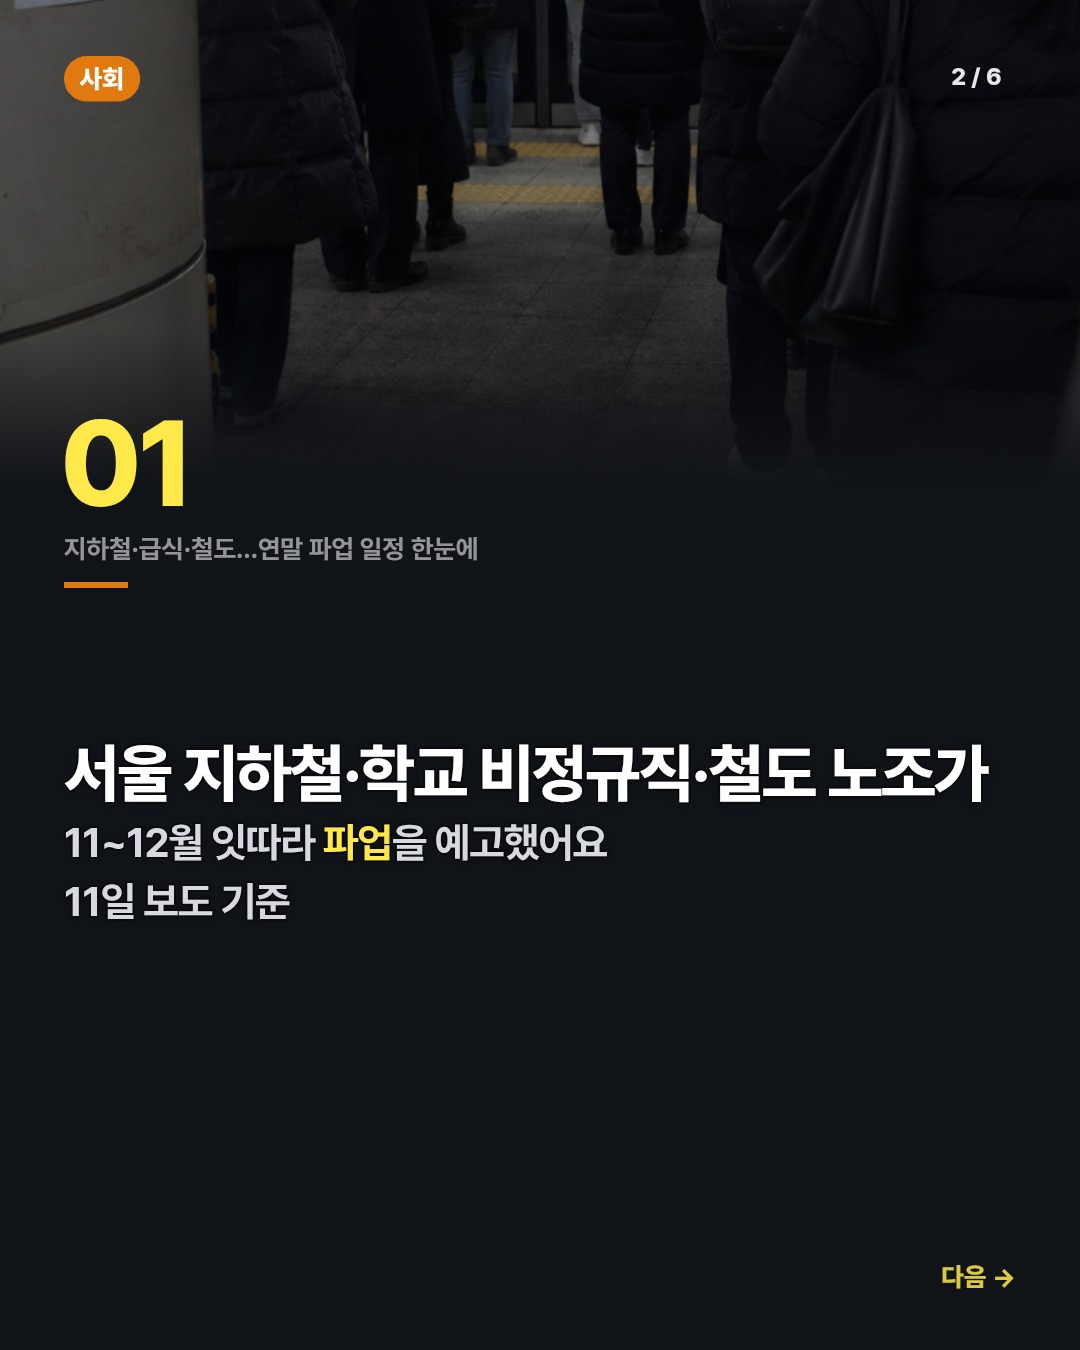 사회
2 / 6
01
지하철·급식·철도...연말 파업 일정 한눈에
서울 지하철·학교 비정규직·철도 노조가
11~12월 잇따라 파업을 예고했어요
11일 보도 기준
다음 →